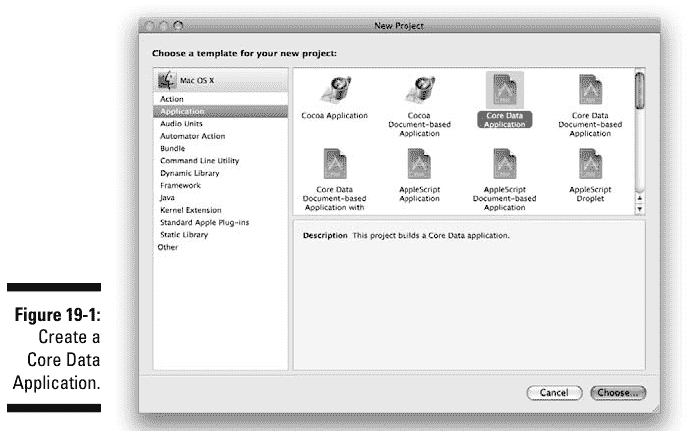 New Project
Choose a template for your new project:
Mac OS X
Action
Application
Audio Units
Automator Action
Bundle
Command Line Utility
Dynamic Library
Framework
Java
Kernel Extension
Standard Apple Plug-ins
Static Library
Other
Cocoa Application
Cocoa
Document-based
Application
Core Data
Application
Core Data
Document-based
Application
Core Data
Document-based
Application with
AppleScript
Application
AppleScript
Document-based
Application
AppleScript
Droplet
Description This project builds a Core Data application.
Cancel
Choose...
Figure 19-1:
Create a
Core Data
Application.